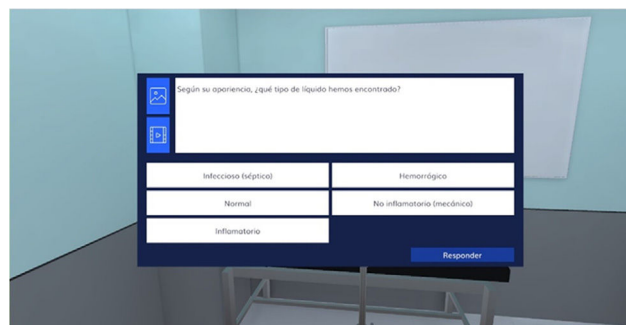 Según su apariencia, ¿qué tipo de líquido hemos encontrado?
Infeccioso (séptico)
Hemorrágico
Normal
No inflamatorio (mecánico)
Inflamatorio
Responder